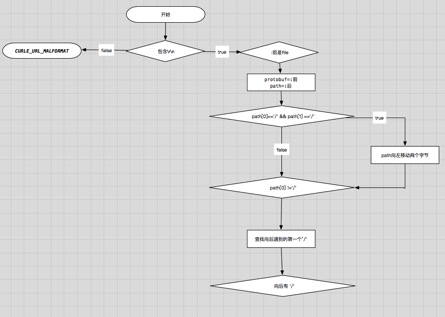 开始
CURLE_URL_MALFORMAT
false
包含\r\n
true
:前是file
protobuf=:前
path=:后
path[0]=='/' && path[1] =='/'
true
false
path向左移动两个字节
path[0] !='/'
查找向后遇到的第一个'/'
向后有 '/'